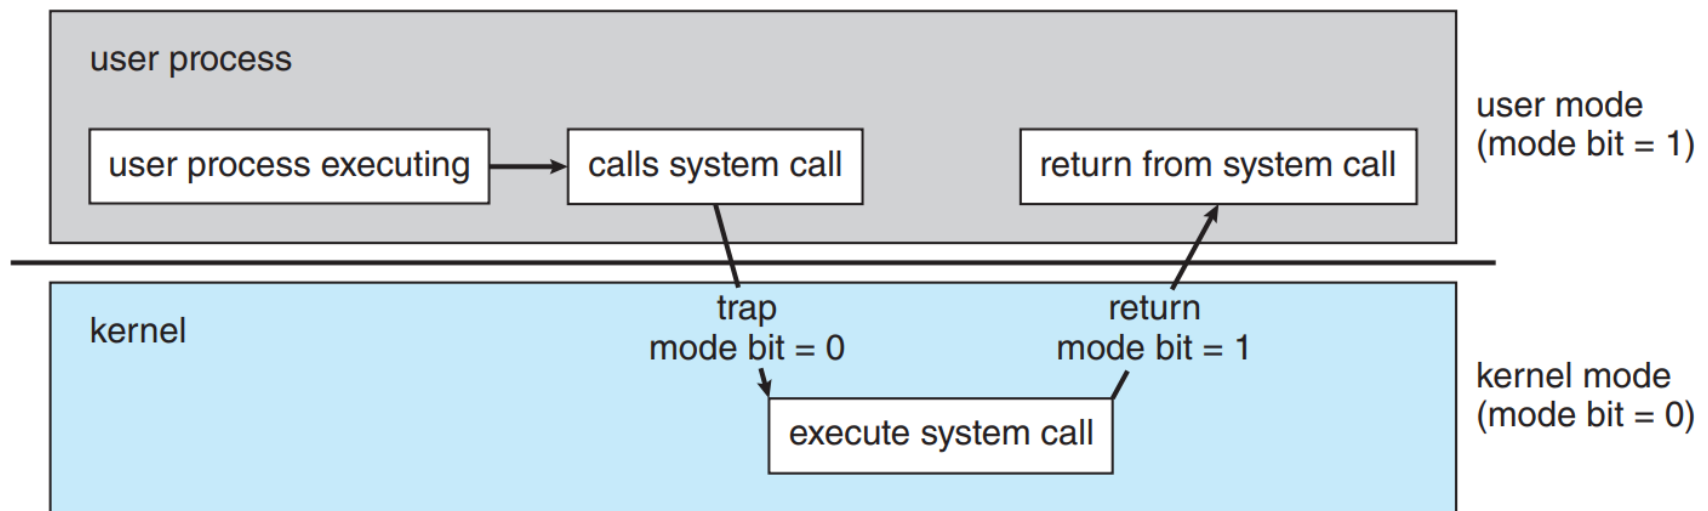 user process
user process executing
calls system call
return from system call
user mode
(mode bit = 1)
kernel
trap
mode bit = 0
return
mode bit = 1
execute system call
kernel mode
(mode bit = 0)